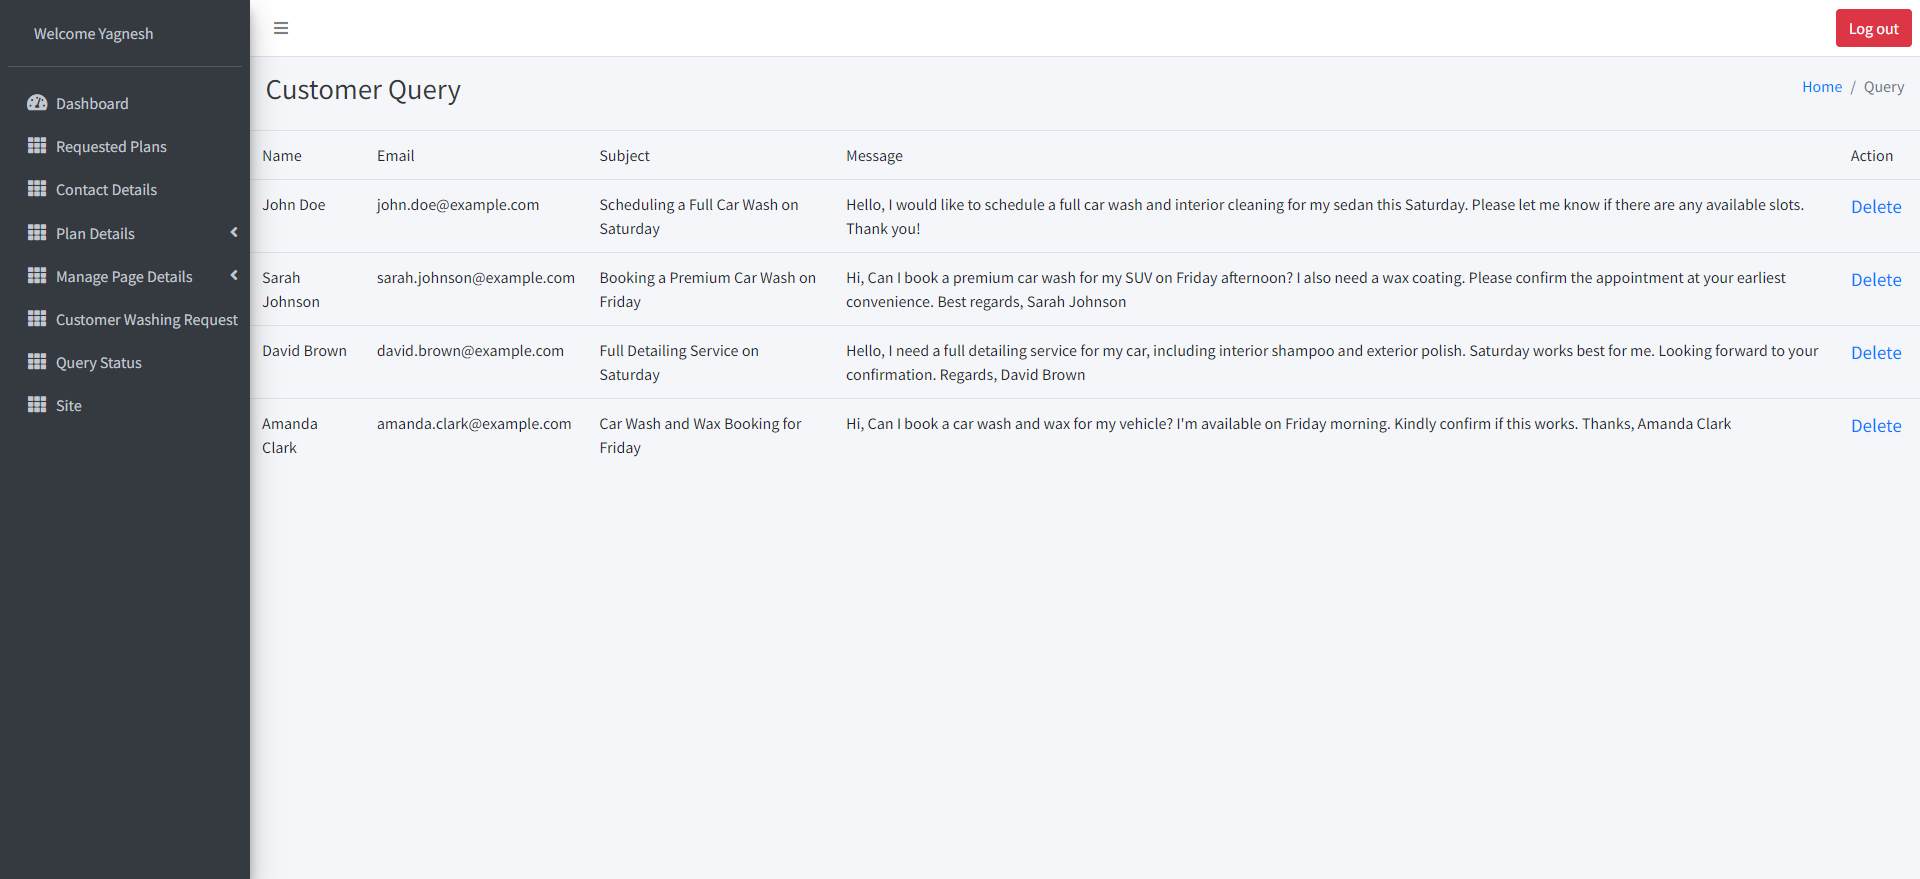 Welcome Yagnesh
Dashboard
Requested Plans
Contact Details
Plan Details
Manage Page Details
Customer Washing Request
Query Status
Site
Log out
Customer Query
Home / Query
Name Email Subject Message Action
John Doe john.doe@example.com Scheduling a Full Car Wash on Hello, I would like to schedule a full car wash and interior cleaning for my sedan this Saturday. Please let me know if there are any available slots. Delete
Saturday Thank you!
Sarah sarah.johnson@example.com Booking a Premium Car Wash on Hi, Can I book a premium car wash for my SUV on Friday afternoon? I also need a wax coating. Please confirm the appointment at your earliest Delete
Johnson Friday convenience. Best regards, Sarah Johnson
David Brown david.brown@example.com Full Detailing Service on Hello, I need a full detailing service for my car, including interior shampoo and exterior polish. Saturday works best for me. Looking forward to your Delete
Saturday confirmation. Regards, David Brown
Amanda amanda.clark@example.com Car Wash and Wax Booking for Hi, Can I book a car wash and wax for my vehicle? I'm available on Friday morning. Kindly confirm if this works. Thanks, Amanda Clark Delete
Clark Friday